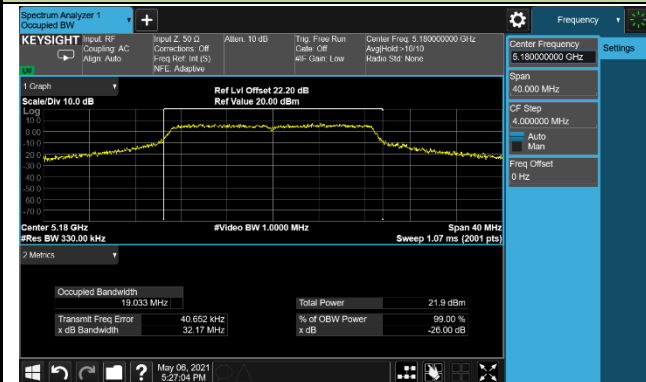 Spectrum Analyzer 1
Occupied BW
+
Frequency
KEYSIGHT
Input: RF
Coupling: AC
Align: Auto
Input Z: 50 Ω
Corrections: Off
Freq Ref: Int (S)
NFE: Adaptive
Atten: 10 dB
Trig: Free Run
Gate: Off
#IF Gain: Low
Center Freq: 5.180000000 GHz
Avg|Hold:>10/10
Radio Std: None
Center Frequency
5.180000000 GHz
Settings
Span
40.000 MHz
CF Step
4.000000 MHz
Auto
Man
Freq Offset
0 Hz
1 Graph
Scale/Div 10.0 dB
Ref Lvl Offset 22.20 dB
Ref Value 20.00 dBm
Log
10.0
0.00
-10.0
-20.0
-30.0
-40.0
-50.0
-60.0
-70.0
Center 5.18 GHz
#Video BW 1.0000 MHz
Span 40 MHz
#Res BW 330.00 kHz
Sweep 1.07 ms (2001 pts)
2 Metrics
Occupied Bandwidth
19.033 MHz
Total Power
21.9 dBm
Transmit Freq Error
40.652 kHz
% of OBW Power
99.00 %
x dB Bandwidth
32.17 MHz
x dB
-26.00 dB
?
May 06, 2021
5:27:04 PM